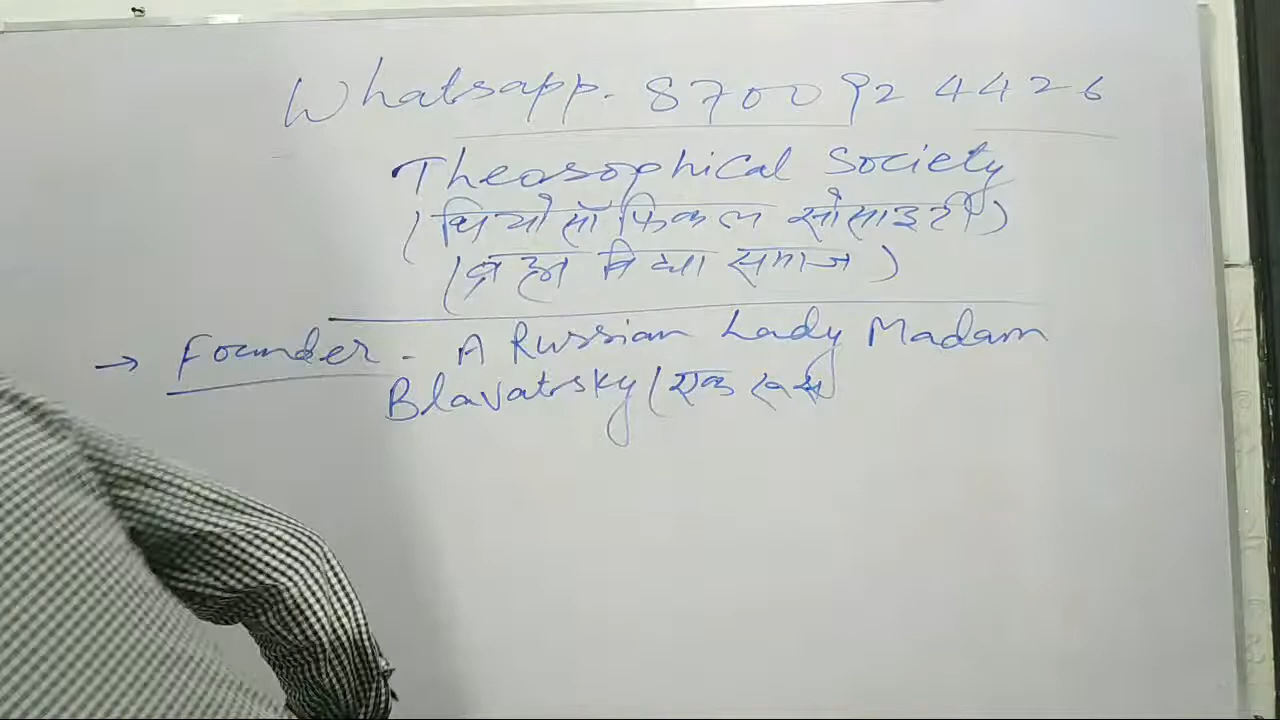 Whatsapp. 8700924426
Theosophical Society
(थियोसॉफिकल सोसाइटी)
(ब्रह्म विद्या समाज)
→ Founder - A Russian Lady Madam
Blavatsky (एक रूस